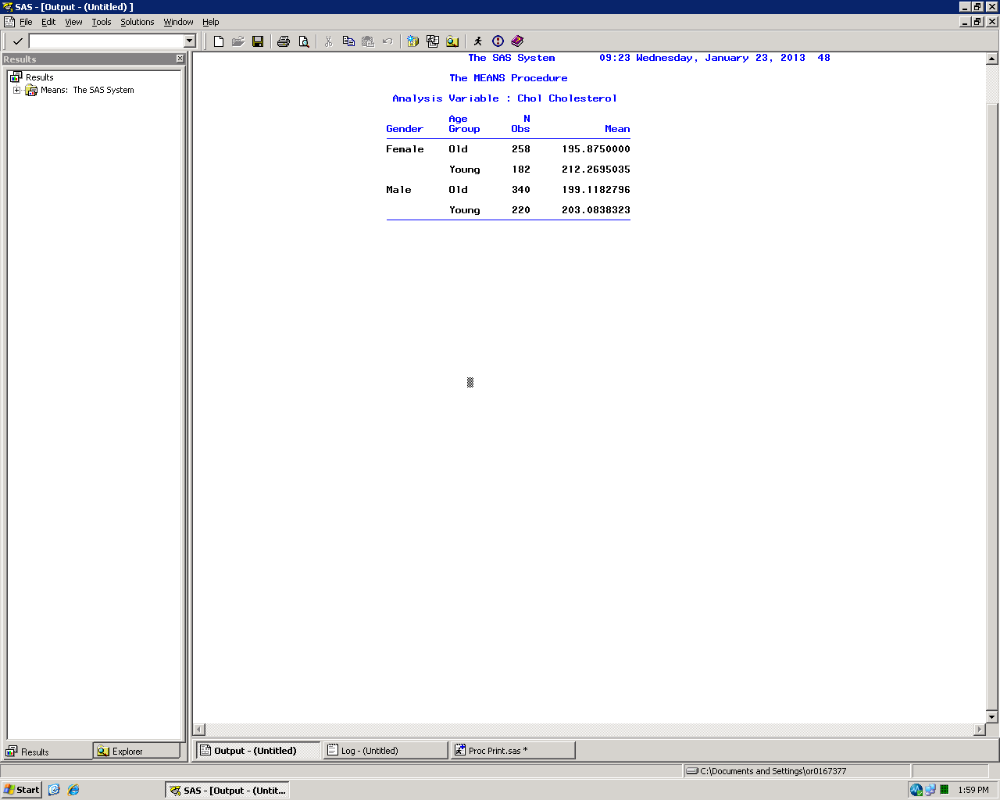 SAS - [Output - (Untitled) ]
File Edit View Tools Solutions Window Help
Results
Results
Means: The SAS System
The SAS System 09:23 Wednesday, January 23, 2013 48
The MEANS Procedure
Analysis Variable : Chol Cholesterol
Age N
Gender Group Obs Mean
Female Old 258 195.8750000
Young 182 212.2695035
Male Old 340 199.1182796
Young 220 203.0838323
Results Explorer
Output - (Untitled) Log - (Untitled) Proc Print.sas *
C:\Documents and Settings\or0167377
Start SAS - [Output - (Untit... 1:59 PM